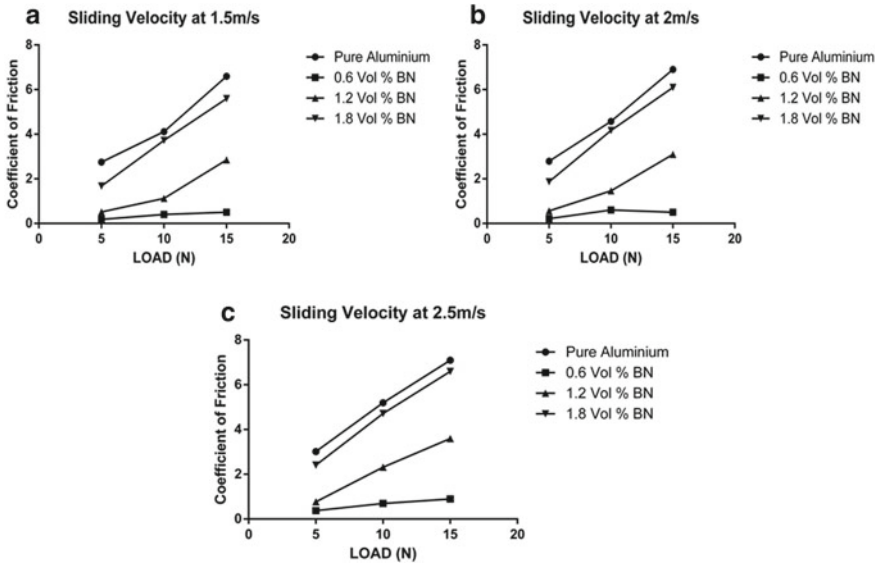 a
Sliding Velocity at 1.5m/s
Coefficient of Friction
8
6
4
2
0
0 5 10 15 20
LOAD (N)
Pure Aluminium
0.6 Vol % BN
1.2 Vol % BN
1.8 Vol % BN
b
Sliding Velocity at 2m/s
Coefficient of Friction
8
6
4
2
0
0 5 10 15 20
LOAD (N)
Pure Aluminium
0.6 Vol % BN
1.2 Vol % BN
1.8 Vol % BN
c
Sliding Velocity at 2.5m/s
Coefficient of Friction
8
6
4
2
0
0 5 10 15 20
LOAD (N)
Pure Aluminium
0.6 Vol % BN
1.2 Vol % BN
1.8 Vol % BN